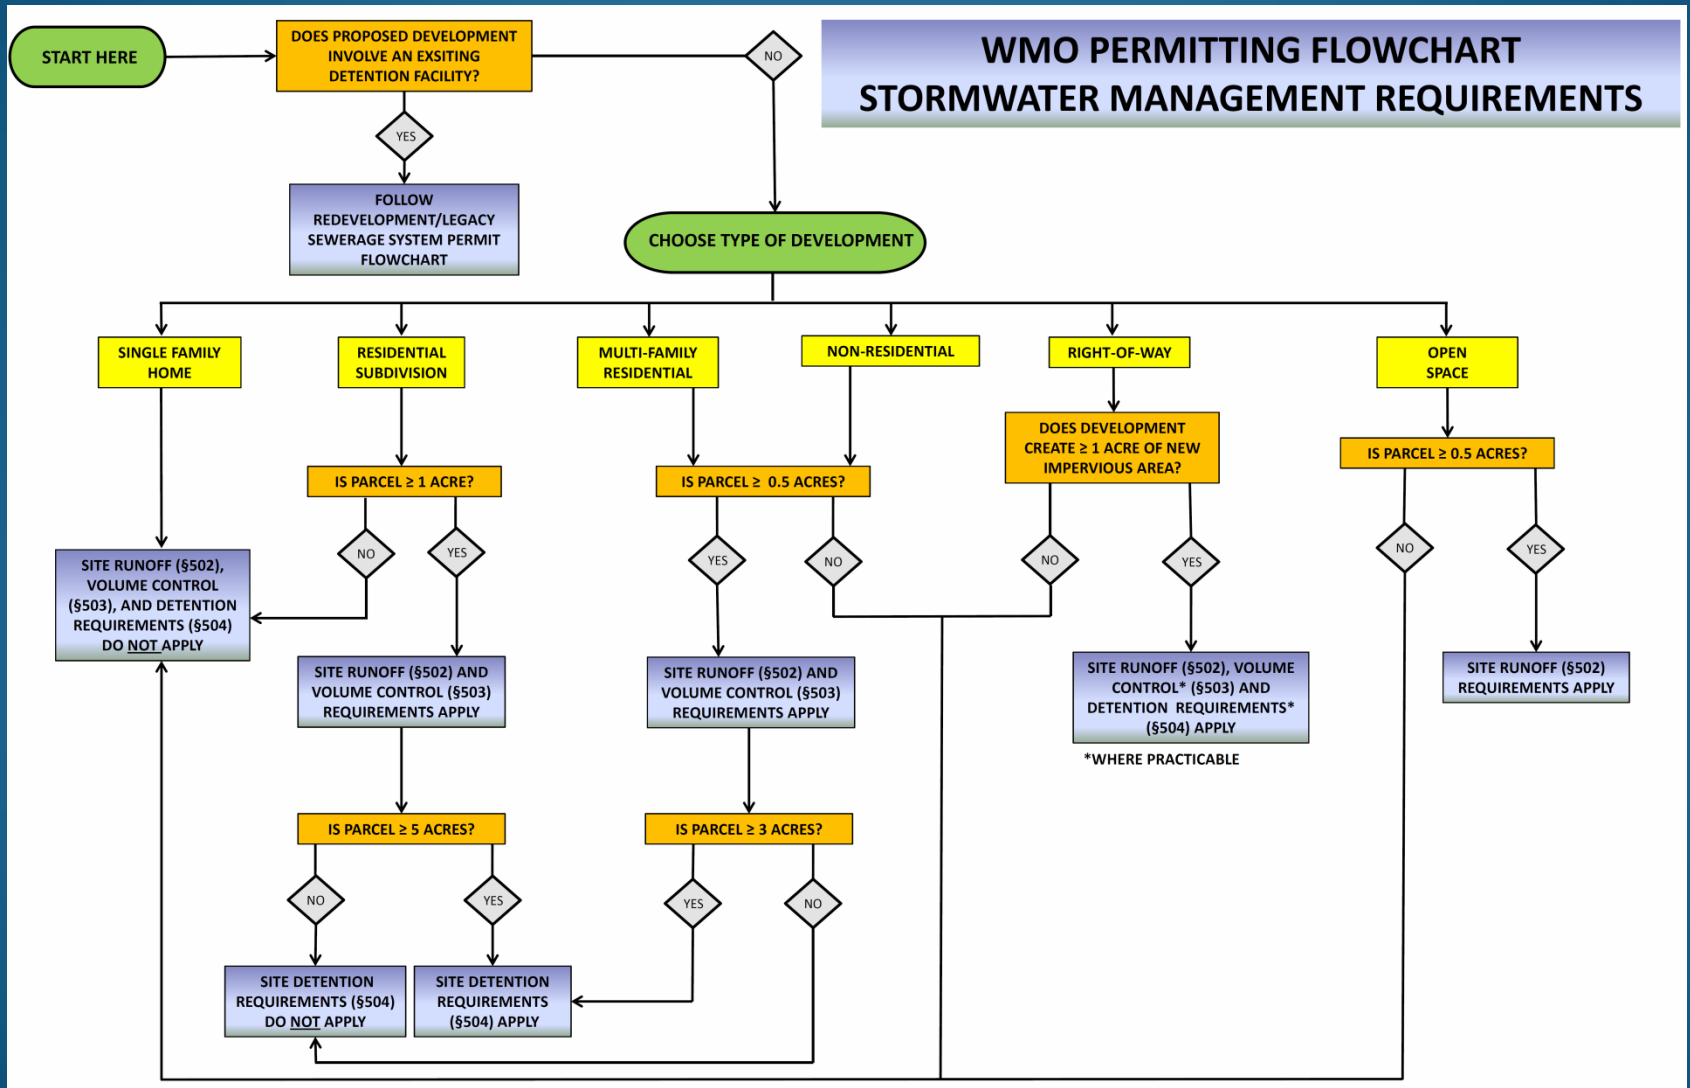 START HERE
DOES PROPOSED DEVELOPMENT
INVOLVE AN EXSITING
DETENTION FACILITY?
NO
WMO PERMITTING FLOWCHART
STORMWATER MANAGEMENT REQUIREMENTS
YES
FOLLOW
REDEVELOPMENT/LEGACY
SEWERAGE SYSTEM PERMIT
FLOWCHART
CHOOSE TYPE OF DEVELOPMENT
SINGLE FAMILY
HOME
RESIDENTIAL
SUBDIVISION
MULTI-FAMILY
RESIDENTIAL
NON-RESIDENTIAL
RIGHT-OF-WAY
OPEN
SPACE
DOES DEVELOPMENT
CREATE ≥ 1 ACRE OF NEW
IMPERVIOUS AREA?
IS PARCEL ≥ 0.5 ACRES?
IS PARCEL ≥ 1 ACRE?
IS PARCEL ≥ 0.5 ACRES?
NO
YES
YES
NO
NO
YES
NO
YES
SITE RUNOFF (§502),
VOLUME CONTROL
(§503), AND DETENTION
REQUIREMENTS (§504)
DO NOT APPLY
SITE RUNOFF (§502) AND
VOLUME CONTROL (§503)
REQUIREMENTS APPLY
SITE RUNOFF (§502) AND
VOLUME CONTROL (§503)
REQUIREMENTS APPLY
SITE RUNOFF (§502), VOLUME
CONTROL* (§503) AND
DETENTION REQUIREMENTS*
(§504) APPLY
*WHERE PRACTICABLE
SITE RUNOFF (§502)
REQUIREMENTS APPLY
IS PARCEL ≥ 5 ACRES?
IS PARCEL ≥ 3 ACRES?
NO
YES
YES
NO
SITE DETENTION
REQUIREMENTS (§504)
DO NOT APPLY
SITE DETENTION
REQUIREMENTS
(§504) APPLY